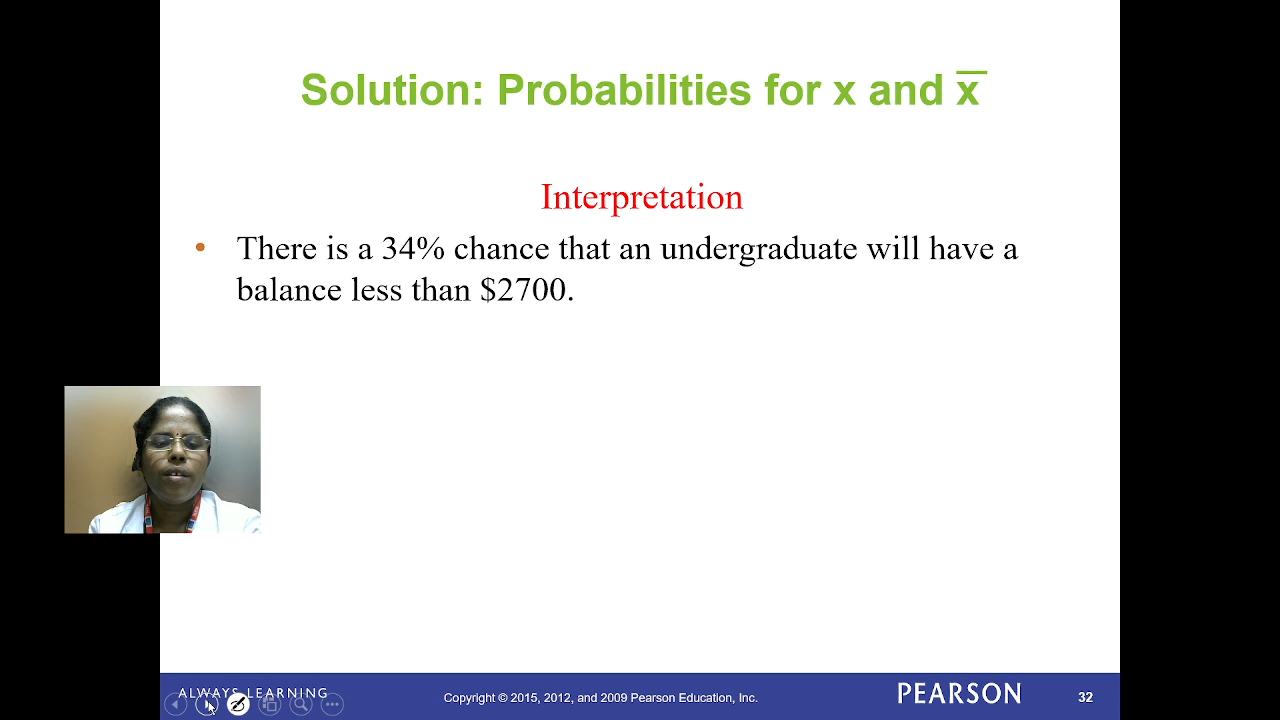 Solution: Probabilities for x and x̅
Interpretation
• There is a 34% chance that an undergraduate will have a
balance less than $2700.
ALWAYS LEARNING
Copyright © 2015, 2012, and 2009 Pearson Education, Inc.
PEARSON
32